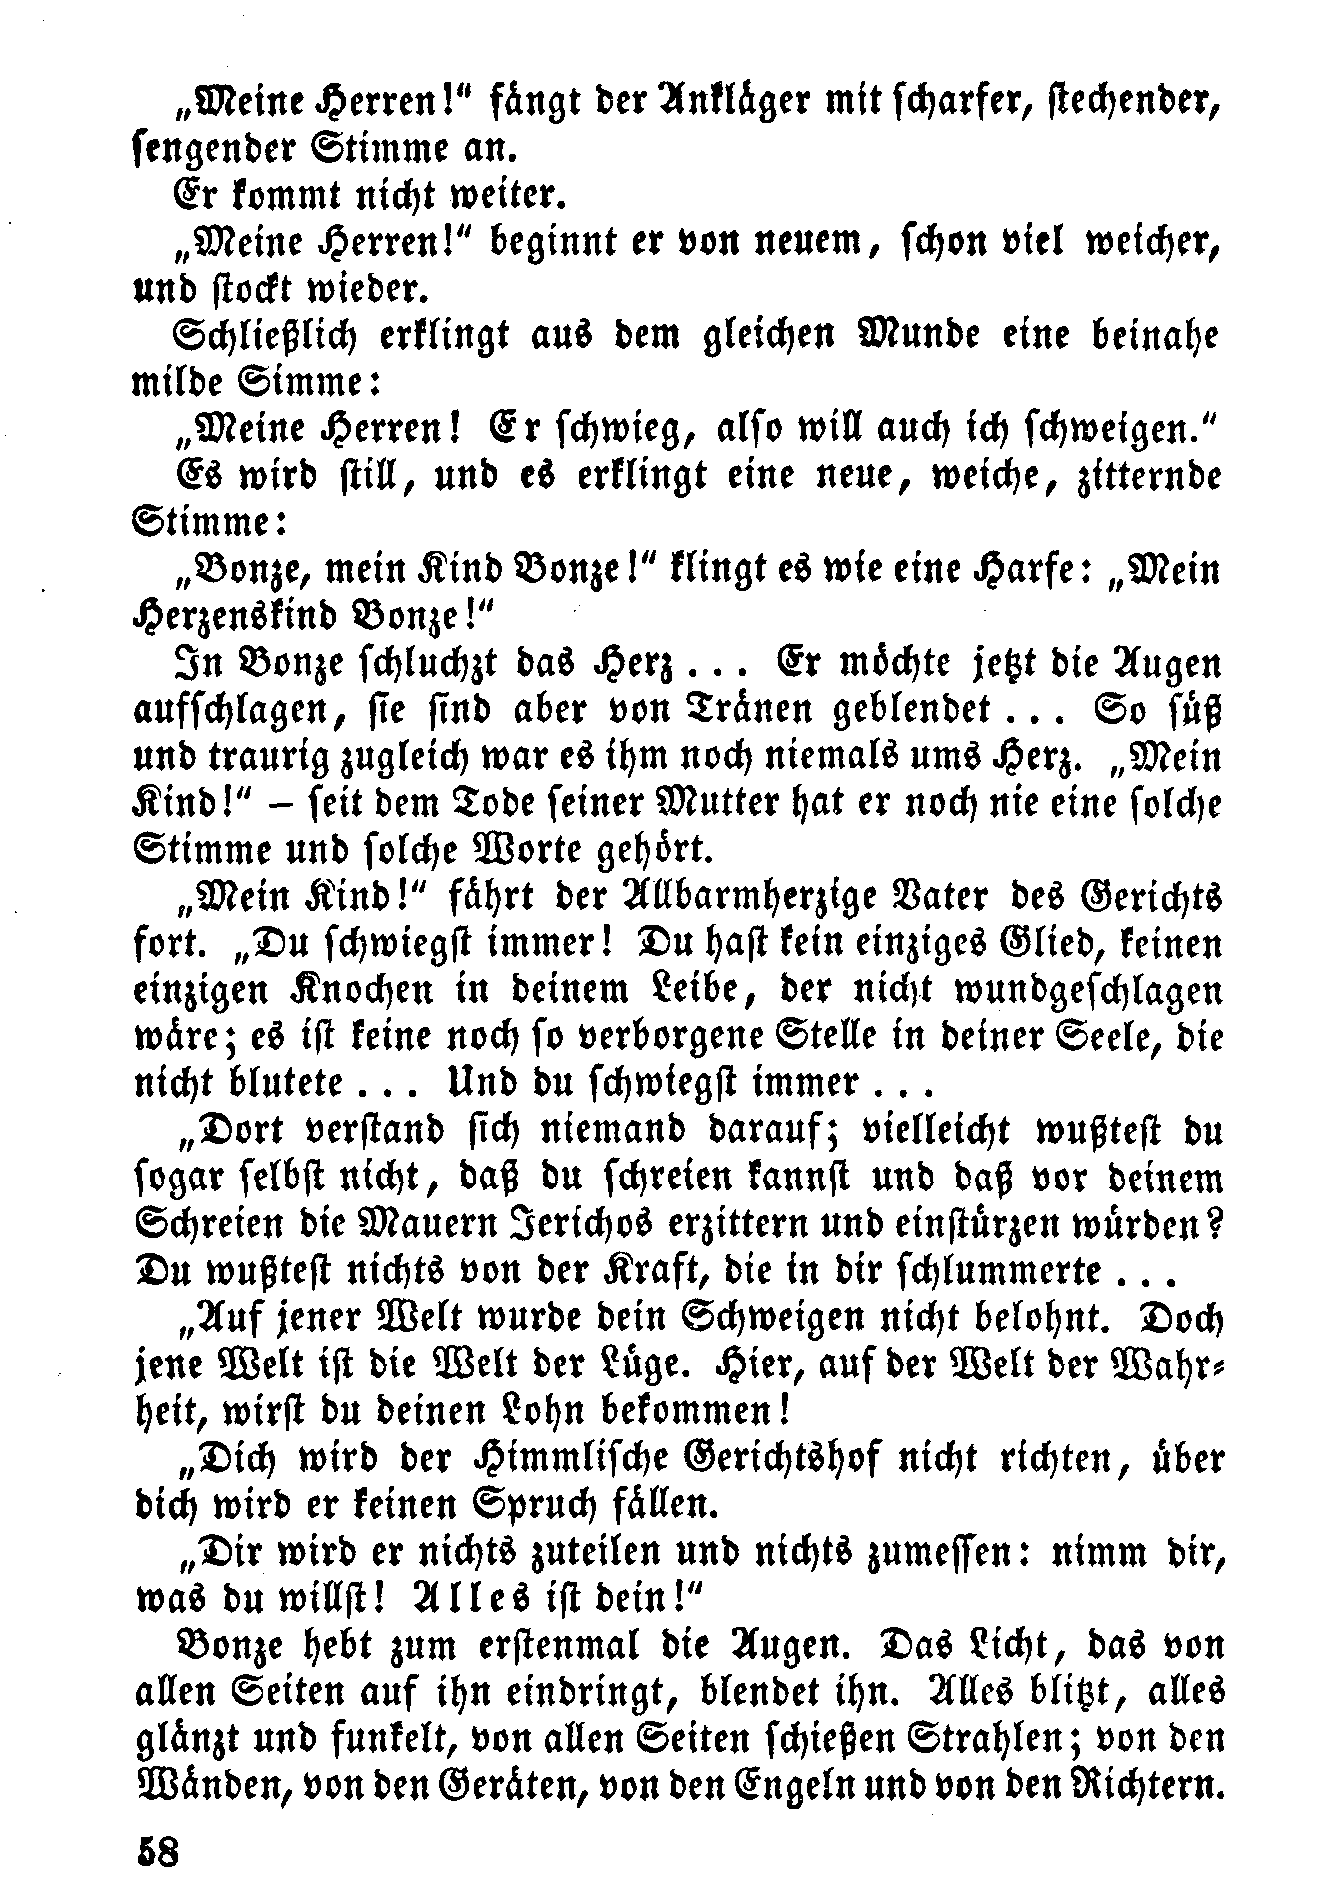 „Meine Herren!“ fängt der Ankläger mit scharfer, stechender,
sengender Stimme an.
Er kommt nicht weiter.
„Meine Herren!“ beginnt er von neuem, schon viel weicher,
und stockt wieder.
Schließlich erklingt aus dem gleichen Munde eine beinahe
milde Simme:
„Meine Herren! Er schwieg, also will auch ich schweigen.“
Es wird still, und es erklingt eine neue, weiche, zitternde
Stimme:
„Bonze, mein Kind Bonze!“ klingt es wie eine Harfe: „Mein
Herzenskind Bonze!“
In Bonze schluchzt das Herz ... Er möchte jetzt die Augen
aufschlagen, sie sind aber von Tränen geblendet ... So süß
und traurig zugleich war es ihm noch niemals ums Herz. „Mein
Kind!“ – seit dem Tode seiner Mutter hat er noch nie eine solche
Stimme und solche Worte gehört.
„Mein Kind!“ fährt der Allbarmherzige Vater des Gerichts
fort. „Du schwiegst immer! Du hast kein einziges Glied, keinen
einzigen Knochen in deinem Leibe, der nicht wundgeschlagen
wäre; es ist keine noch so verborgene Stelle in deiner Seele, die
nicht blutete ... Und du schwiegst immer ...
„Dort verstand sich niemand darauf; vielleicht wußtest du
sogar selbst nicht, daß du schreien kannst und daß vor deinem
Schreien die Mauern Jerichos erzittern und einstürzen würden?
Du wußtest nichts von der Kraft, die in dir schlummerte ...
„Auf jener Welt wurde dein Schweigen nicht belohnt. Doch
jene Welt ist die Welt der Lüge. Hier, auf der Welt der Wahr-
heit, wirst du deinen Lohn bekommen!
„Dich wird der Himmlische Gerichtshof nicht richten, über
dich wird er keinen Spruch fällen.
„Dir wird er nichts zuteilen und nichts zumessen: nimm dir,
was du willst! Alles ist dein!“
Bonze hebt zum erstenmal die Augen. Das Licht, das von
allen Seiten auf ihn eindringt, blendet ihn. Alles blitzt, alles
glänzt und funkelt, von allen Seiten schießen Strahlen; von den
Wänden, von den Geräten, von den Engeln und von den Richtern.
58